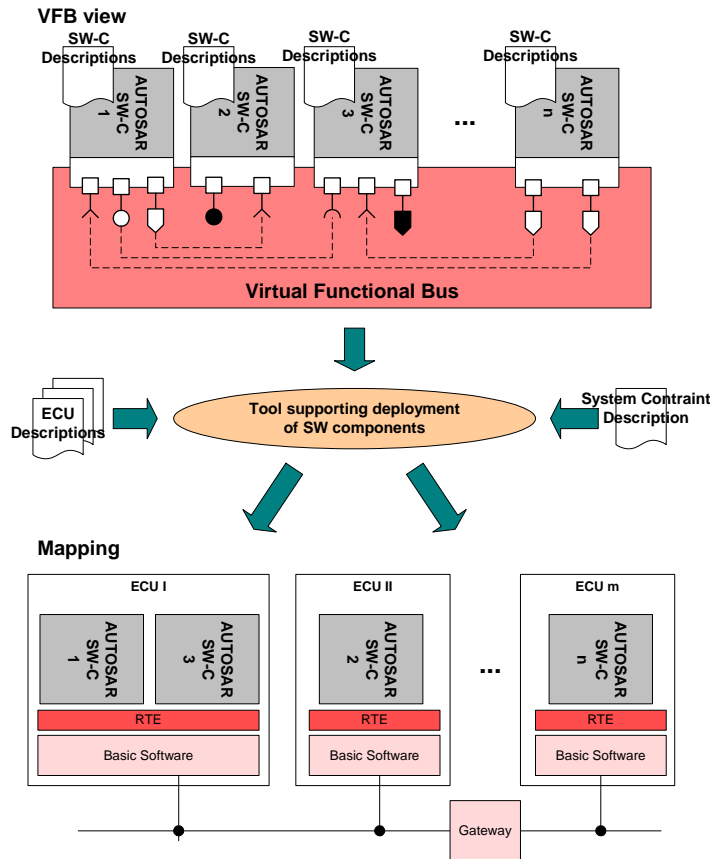 VFB view
SW-C
Descriptions
SW-C
Descriptions
SW-C
Descriptions
SW-C
Descriptions
AUTOSAR
SW-C
1
AUTOSAR
SW-C
2
AUTOSAR
SW-C
3
...
AUTOSAR
SW-C
n
Virtual Functional Bus
ECU
Descriptions
Tool supporting deployment
of SW components
System Contraint
Description
Mapping
ECU I
ECU II
ECU m
AUTOSAR
SW-C
1
AUTOSAR
SW-C
3
AUTOSAR
SW-C
2
...
AUTOSAR
SW-C
n
RTE
RTE
RTE
Basic Software
Basic Software
Basic Software
Gateway